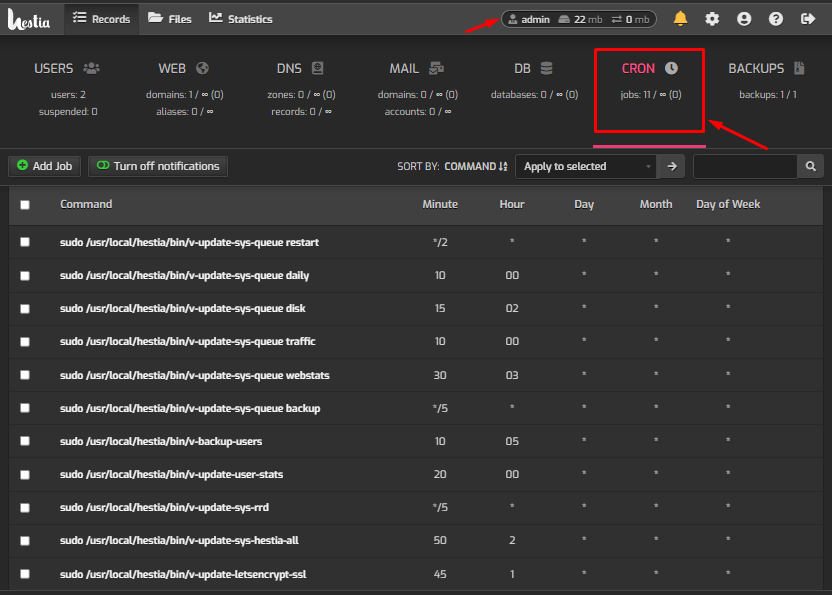 hestia Records Files Statistics admin 22 mb 0 mb
USERS WEB DNS MAIL DB CRON BACKUPS
users: 2 domains: 1 / ∞ (0) zones: 0 / ∞ (0) domains: 0 / ∞ (0) databases: 0 / ∞ (0) jobs: 11 / ∞ (0) backups: 1 / 1
suspended: 0 aliases: 0 / ∞ records: 0 / ∞ accounts: 0 / ∞
Add Job Turn off notifications SORT BY: COMMAND Apply to selected
Command Minute Hour Day Month Day of Week
sudo /usr/local/hestia/bin/v-update-sys-queue restart */2 * * * *
sudo /usr/local/hestia/bin/v-update-sys-queue daily 10 00 * * *
sudo /usr/local/hestia/bin/v-update-sys-queue disk 15 02 * * *
sudo /usr/local/hestia/bin/v-update-sys-queue traffic 10 00 * * *
sudo /usr/local/hestia/bin/v-update-sys-queue webstats 30 03 * * *
sudo /usr/local/hestia/bin/v-update-sys-queue backup */5 * * * *
sudo /usr/local/hestia/bin/v-backup-users 10 05 * * *
sudo /usr/local/hestia/bin/v-update-user-stats 20 00 * * *
sudo /usr/local/hestia/bin/v-update-sys-rrd */5 * * * *
sudo /usr/local/hestia/bin/v-update-sys-hestia-all 50 2 * * *
sudo /usr/local/hestia/bin/v-update-letsencrypt-ssl 45 1 * * *